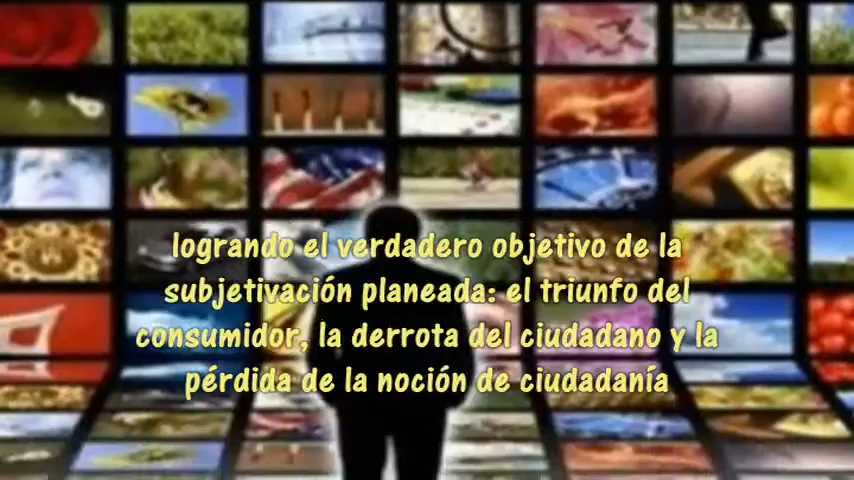 logrando el verdadero objetivo de la
subjetivación planeada: el triunfo del
consumidor, la derrota del ciudadano y la
pérdida de la noción de ciudadanía